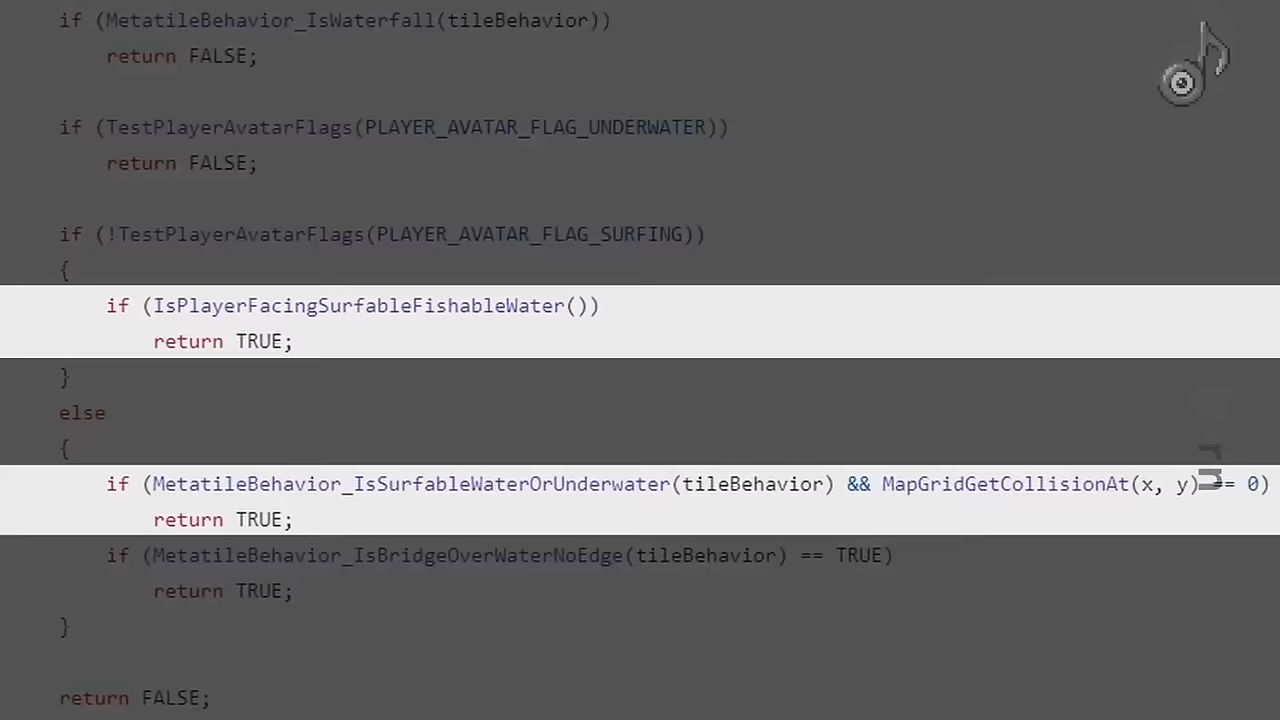 if (MetatileBehavior_IsWaterfall(tileBehavior))
return FALSE;
if (TestPlayerAvatarFlags(PLAYER_AVATAR_FLAG_UNDERWATER))
return FALSE;
if (!TestPlayerAvatarFlags(PLAYER_AVATAR_FLAG_SURFING))
{
if (IsPlayerFacingSurfableFishableWater())
return TRUE;
}
else
{
if (MetatileBehavior_IsSurfableWaterOrUnderwater(tileBehavior) && MapGridGetCollisionAt(x, y) == 0)
return TRUE;
if (MetatileBehavior_IsBridgeOverWaterNoEdge(tileBehavior) == TRUE)
return TRUE;
}
return FALSE;